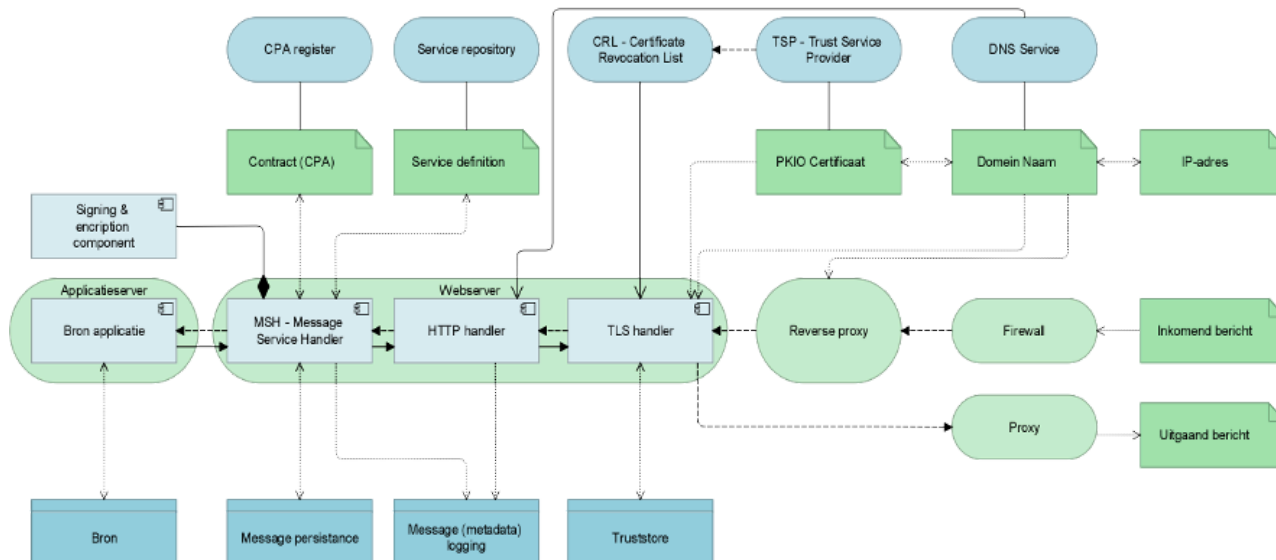 CPA register
Service repository
CRL - Certificate
Revocation List
TSP - Trust Service
Provider
DNS Service
Contract (CPA)
Service definition
PKIO Certificaat
Domein Naam
IP-adres
Signing &
encription
component
Applicatieserver
Webserver
Bron applicatie
MSH - Message
Service Handler
HTTP handler
TLS handler
Reverse proxy
Firewall
Inkomend bericht
Proxy
Uitgaand bericht
Bron
Message persistance
Message (metadata)
logging
Truststore